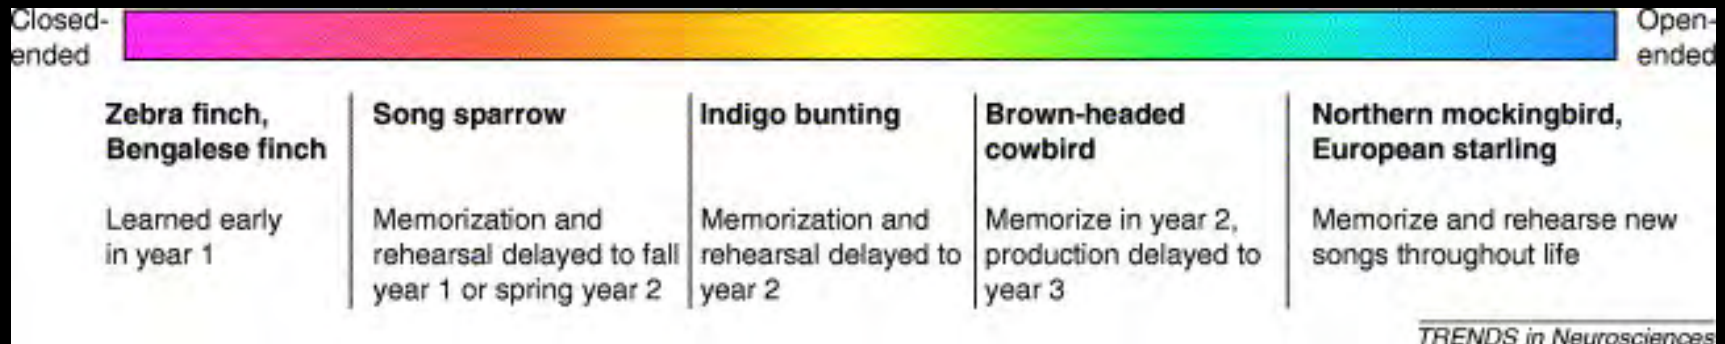 Closed-
ended
Open-
ended
Zebra finch,
Bengalese finch
Learned early
in year 1
Song sparrow
Memorization and
rehearsal delayed to fall
year 1 or spring year 2
Indigo bunting
Memorization and
rehearsal delayed to
year 2
Brown-headed
cowbird
Memorize in year 2,
production delayed to
year 3
Northern mockingbird,
European starling
Memorize and rehearse new
songs throughout life
TRENDS in Neurosciences